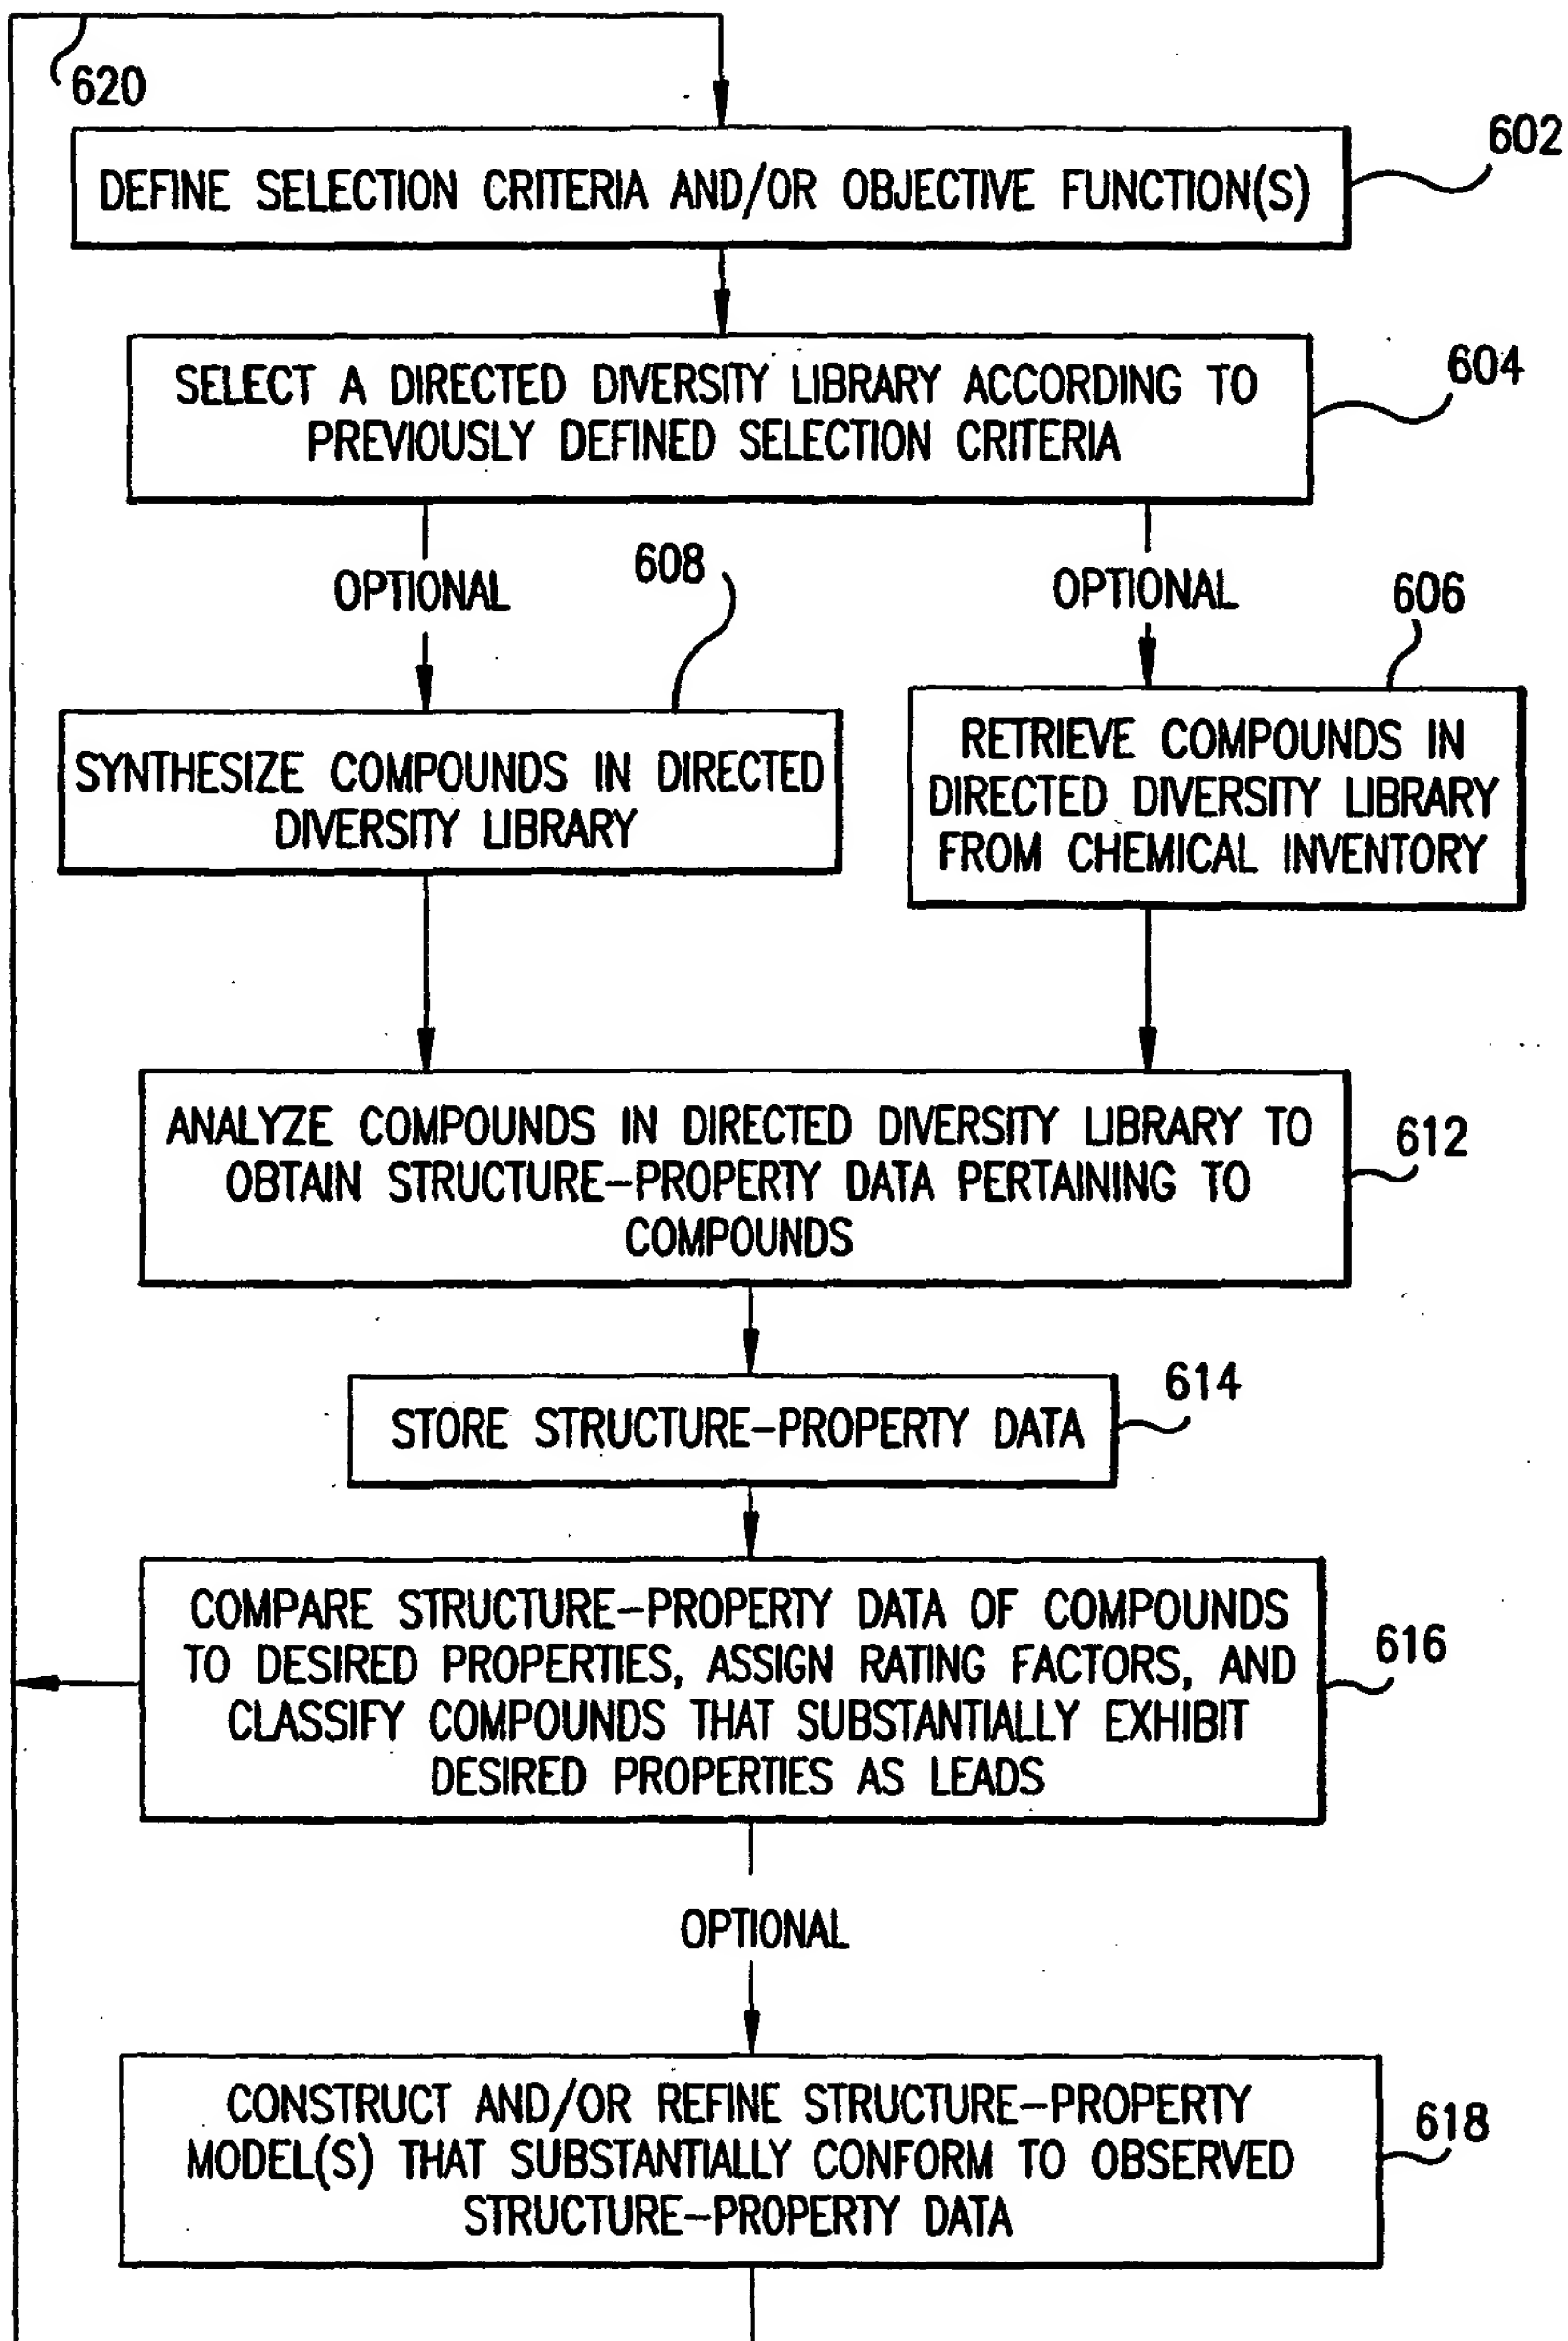 620
602
DEFINE SELECTION CRITERIA AND/OR OBJECTIVE FUNCTION(S)
604
SELECT A DIRECTED DIVERSITY LIBRARY ACCORDING TO
PREVIOUSLY DEFINED SELECTION CRITERIA
OPTIONAL
608
OPTIONAL
606
SYNTHESIZE COMPOUNDS IN DIRECTED
DIVERSITY LIBRARY
RETRIEVE COMPOUNDS IN
DIRECTED DIVERSITY LIBRARY
FROM CHEMICAL INVENTORY
ANALYZE COMPOUNDS IN DIRECTED DIVERSITY LIBRARY TO
OBTAIN STRUCTURE-PROPERTY DATA PERTAINING TO
COMPOUNDS
612
614
STORE STRUCTURE-PROPERTY DATA
COMPARE STRUCTURE-PROPERTY DATA OF COMPOUNDS
TO DESIRED PROPERTIES, ASSIGN RATING FACTORS, AND
CLASSIFY COMPOUNDS THAT SUBSTANTIALLY EXHIBIT
DESIRED PROPERTIES AS LEADS
616
OPTIONAL
CONSTRUCT AND/OR REFINE STRUCTURE-PROPERTY
MODEL(S) THAT SUBSTANTIALLY CONFORM TO OBSERVED
STRUCTURE-PROPERTY DATA
618